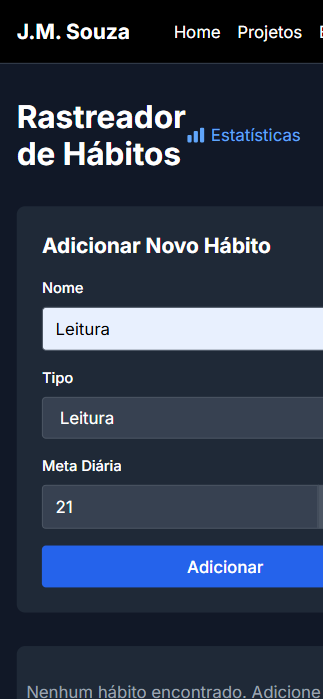 J.M. Souza Home Projetos
Rastreador
de Hábitos
Estatísticas
Adicionar Novo Hábito
Nome
Leitura
Tipo
Leitura
Meta Diária
21
Adicionar
Nenhum hábito encontrado. Adicione